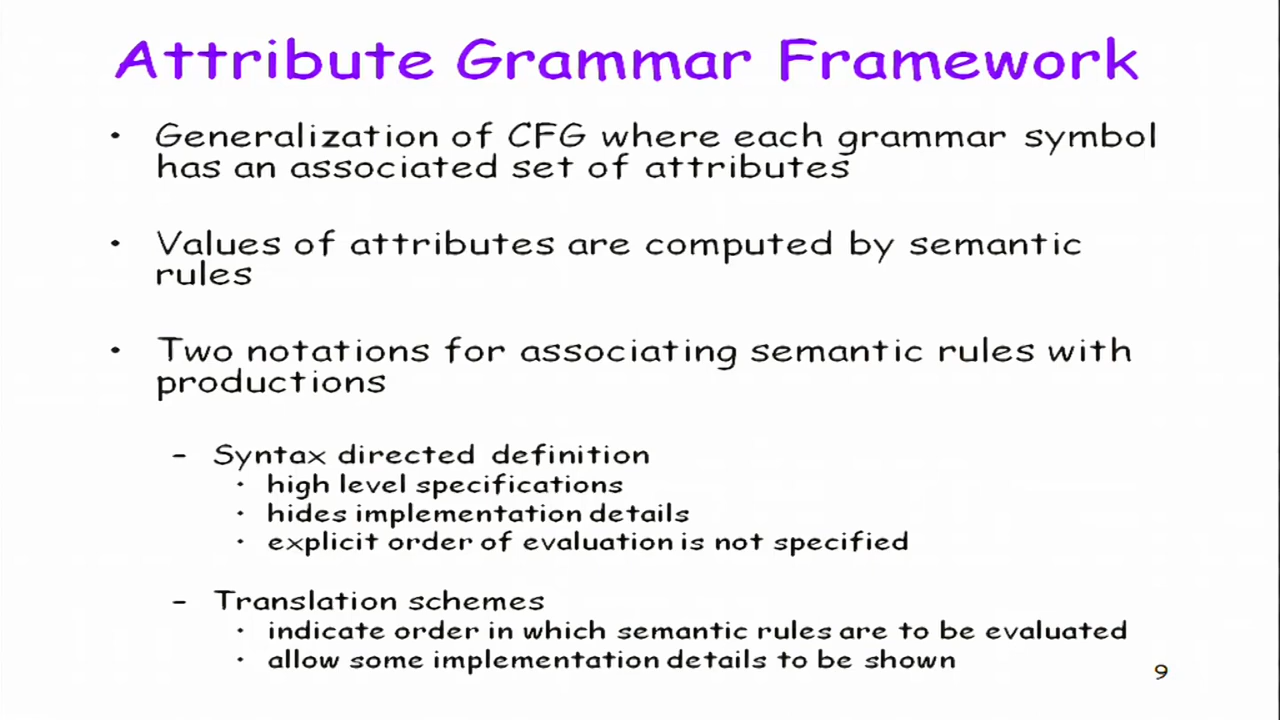 Attribute Grammar Framework
• Generalization of CFG where each grammar symbol
has an associated set of attributes
• Values of attributes are computed by semantic
rules
• Two notations for associating semantic rules with
productions
– Syntax directed definition
• high level specifications
• hides implementation details
• explicit order of evaluation is not specified
– Translation schemes
• indicate order in which semantic rules are to be evaluated
• allow some implementation details to be shown
9